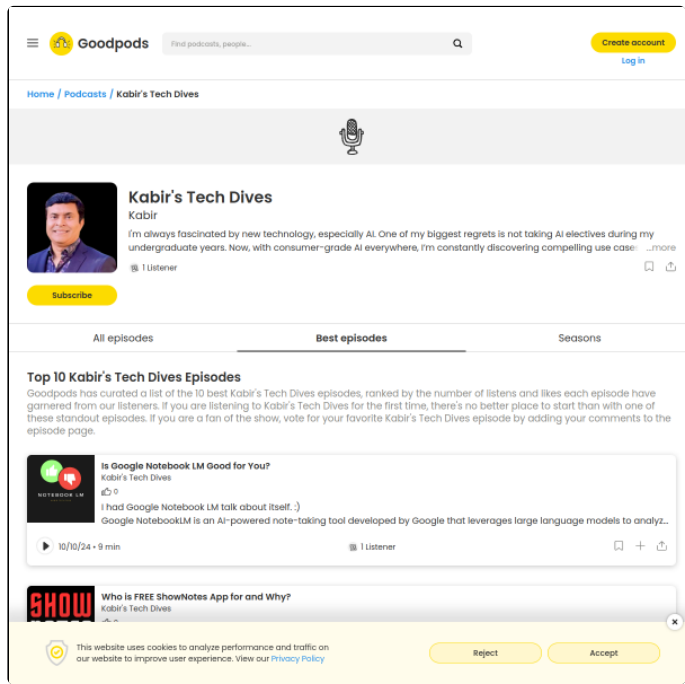 Goodpods
Find podcasts, people...
Create account
Log in
Home / Podcasts / Kabir's Tech Dives
Kabir's Tech Dives
Kabir
I'm always fascinated by new technology, especially AI. One of my biggest regrets is not taking AI electives during my
undergraduate years. Now, with consumer-grade AI everywhere, I'm constantly discovering compelling use case ...more
1 Listener
Subscribe
All episodes
Best episodes
Seasons
Top 10 Kabir's Tech Dives Episodes
Goodpods has curated a list of the 10 best Kabir's Tech Dives episodes, ranked by the number of listens and likes each episode have
garnered from our listeners. If you are listening to Kabir's Tech Dives for the first time, there's no better place to start than with one of
these standout episodes. If you are a fan of the show, vote for your favorite Kabir's Tech Dives episode by adding your comments to the
episode page.
NOTEBOOK LM
Is Google Notebook LM Good for You?
Kabir's Tech Dives
0
I had Google Notebook LM talk about itself. :)
Google NotebookLM is an AI-powered note-taking tool developed by Google that leverages large language models to analyz...
10/10/24 • 9 min
1 Listener
SHOW
Who is FREE ShowNotes App for and Why?
Kabir's Tech Dives
This website uses cookies to analyze performance and traffic on
our website to improve user experience. View our Privacy Policy
Reject
Accept